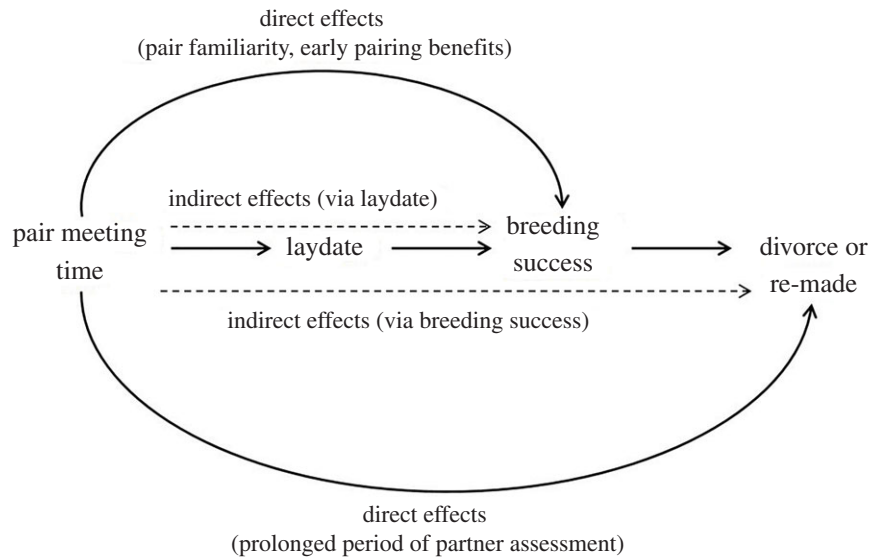 direct effects
(pair familiarity, early pairing benefits)
indirect effects (via laydate)
pair meeting
time
laydate
breeding
success
divorce or
re-made
indirect effects (via breeding success)
direct effects
(prolonged period of partner assessment)